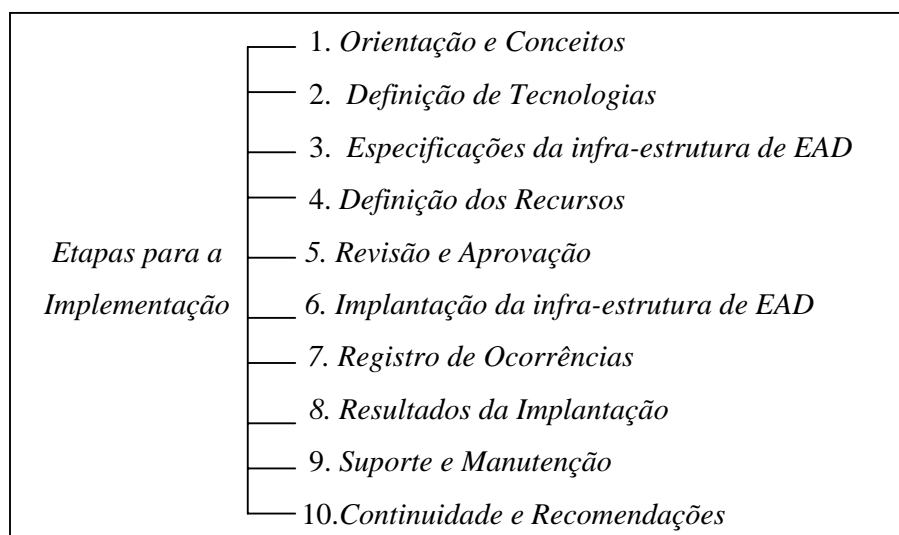 1. Orientação e Conceitos
2. Definição de Tecnologias
3. Especificações da infra-estrutura de EAD
4. Definição dos Recursos
Etapas para a
Implementação
5. Revisão e Aprovação
6. Implantação da infra-estrutura de EAD
7. Registro de Ocorrências
8. Resultados da Implantação
9. Suporte e Manutenção
10.Continuidade e Recomendações